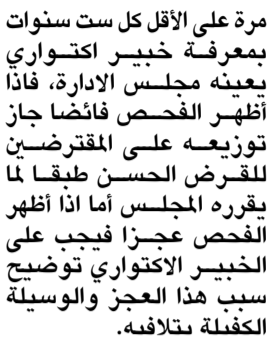 مرة على الأقل كل ست سنوات
بمعرفة خبير اكتواري
يعينه مجلس الادارة، فاذا
أظهر الفحص فائضا جاز
توزيعه على المقترضين
للقرض الحسن طبقا لما
يقرره المجلس أما اذا أظهر
الفحص عجزا فيجب على
الخبير الاكتواري توضيح
سبب هذا العجز والوسيلة
الكفيلة بتلافيه.